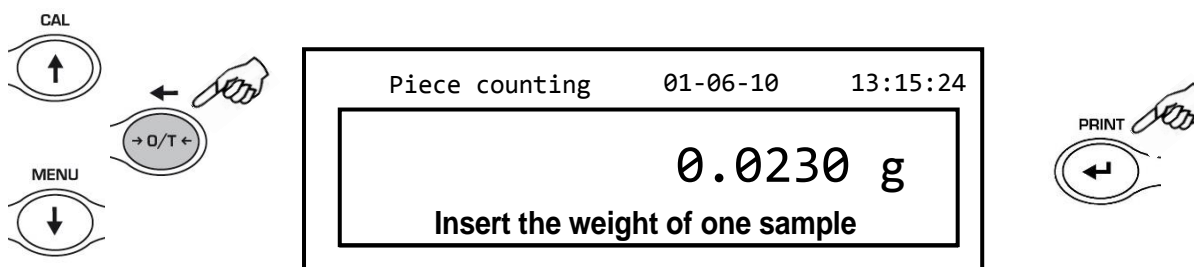 CAL
Piece counting 01-06-10 13:15:24
→ O/T ←
PRINT
0.0230 g
MENU
Insert the weight of one sample